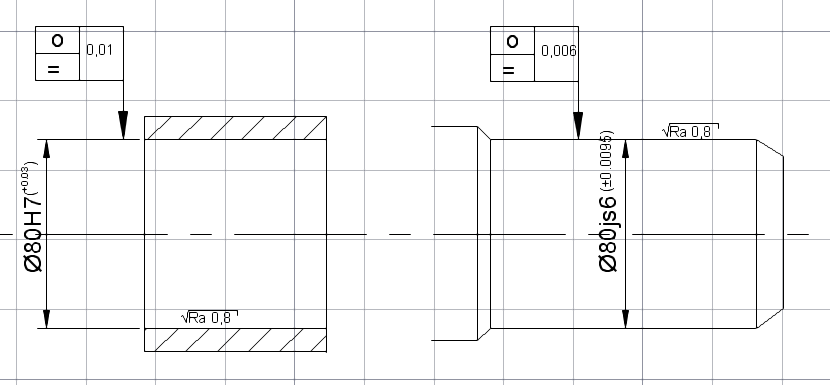 0,01
0,006
Ø80H7(+0.03)
√Ra 0,8
Ø80js6 (±0.0095)
√Ra 0,8